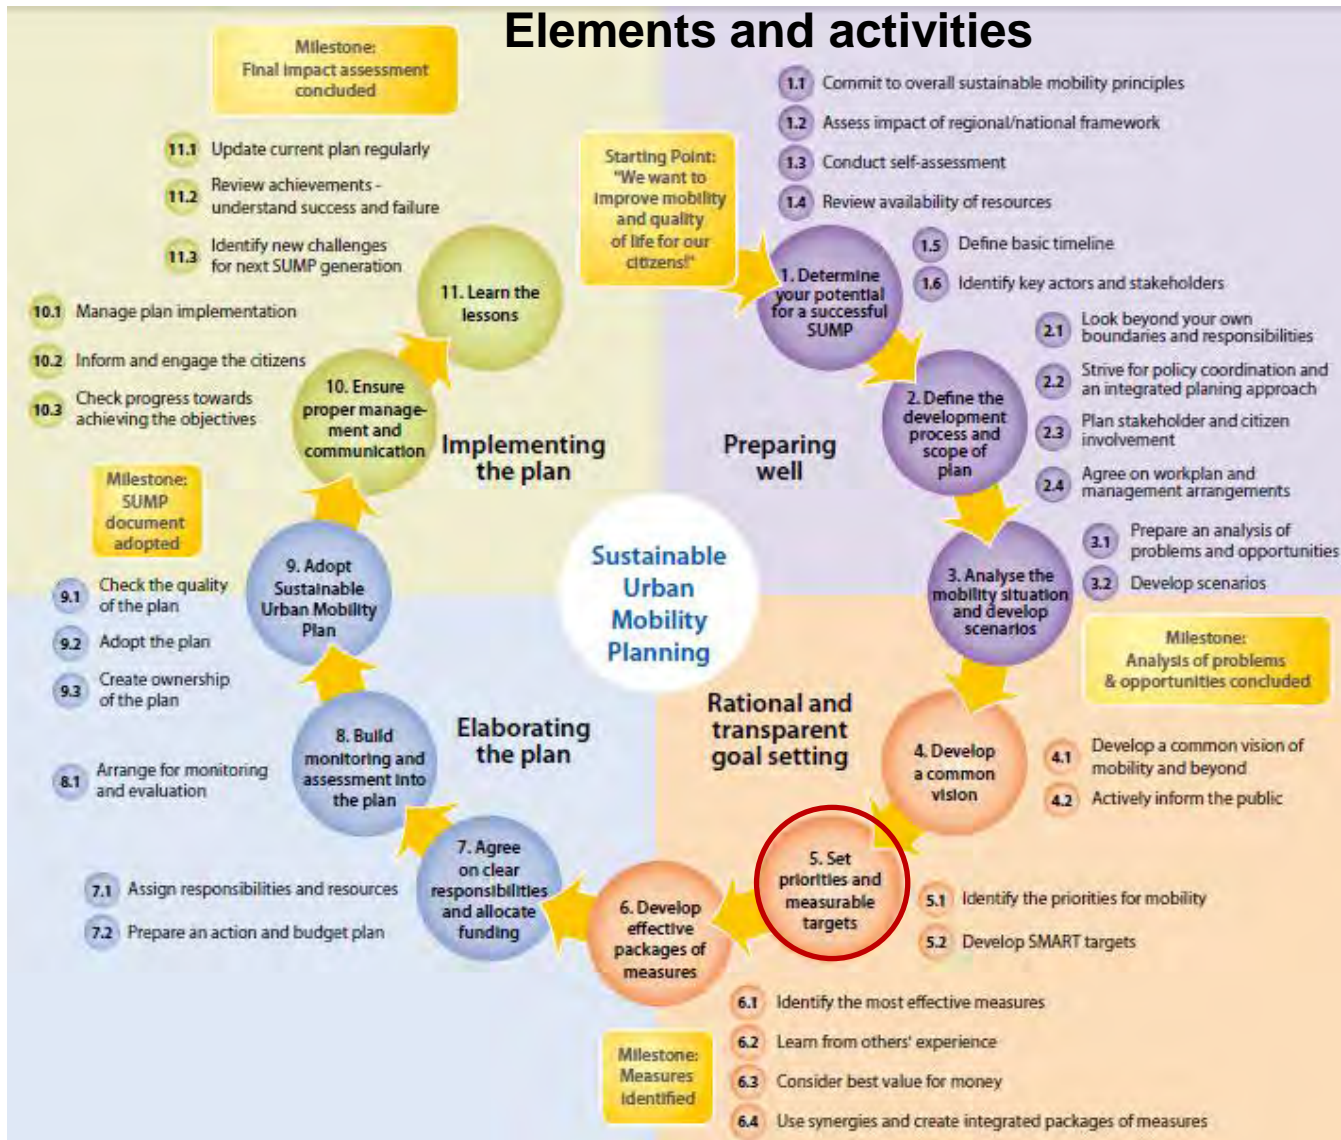 Elements and activities
Milestone:
Final impact assessment
concluded
1.1 Commit to overall sustainable mobility principles
1.2 Assess impact of regional/national framework
1.3 Conduct self-assessment
1.4 Review availability of resources
1.5 Define basic timeline
1.6 Identify key actors and stakeholders
Starting Point:
"We want to
improve mobility
and quality
of life for our
citizens!"
1. Determine
your potential
for a successful
SUMP
2.1 Look beyond your own
boundaries and responsibilities
2.2 Strive for policy coordination and
an integrated planing approach
2.3 Plan stakeholder and citizen
involvement
2.4 Agree on workplan and
management arrangements
2. Define the
development
process and
scope of
plan
Preparing
well
3.1 Prepare an analysis of
problems and opportunities
3.2 Develop scenarios
3. Analyse the
mobility situation
and develop
scenarios
Milestone:
Analysis of problems
& opportunities concluded
Sustainable
Urban
Mobility
Planning
Rational and
transparent
goal setting
4. Develop
a common
vision
4.1 Develop a common vision of
mobility and beyond
4.2 Actively inform the public
5. Set
priorities and
measurable
targets
5.1 Identify the priorities for mobility
5.2 Develop SMART targets
6. Develop
effective
packages of
measures
6.1 Identify the most effective measures
6.2 Learn from others' experience
6.3 Consider best value for money
6.4 Use synergies and create integrated packages of measures
Milestone:
Measures
identified
7. Agree
on clear
responsibilities
and allocate
funding
7.1 Assign responsibilities and resources
7.2 Prepare an action and budget plan
Elaborating
the plan
8. Build
monitoring and
assessment into
the plan
8.1 Arrange for monitoring
and evaluation
9. Adopt
Sustainable
Urban Mobility
Plan
9.1 Check the quality
of the plan
9.2 Adopt the plan
9.3 Create ownership
of the plan
Milestone:
SUMP
document
adopted
Implementing
the plan
10. Ensure
proper manage-
ment and
communication
10.1 Manage plan implementation
10.2 Inform and engage the citizens
10.3 Check progress towards
achieving the objectives
11. Learn the
lessons
11.1 Update current plan regularly
11.2 Review achievements -
understand success and failure
11.3 Identify new challenges
for next SUMP generation